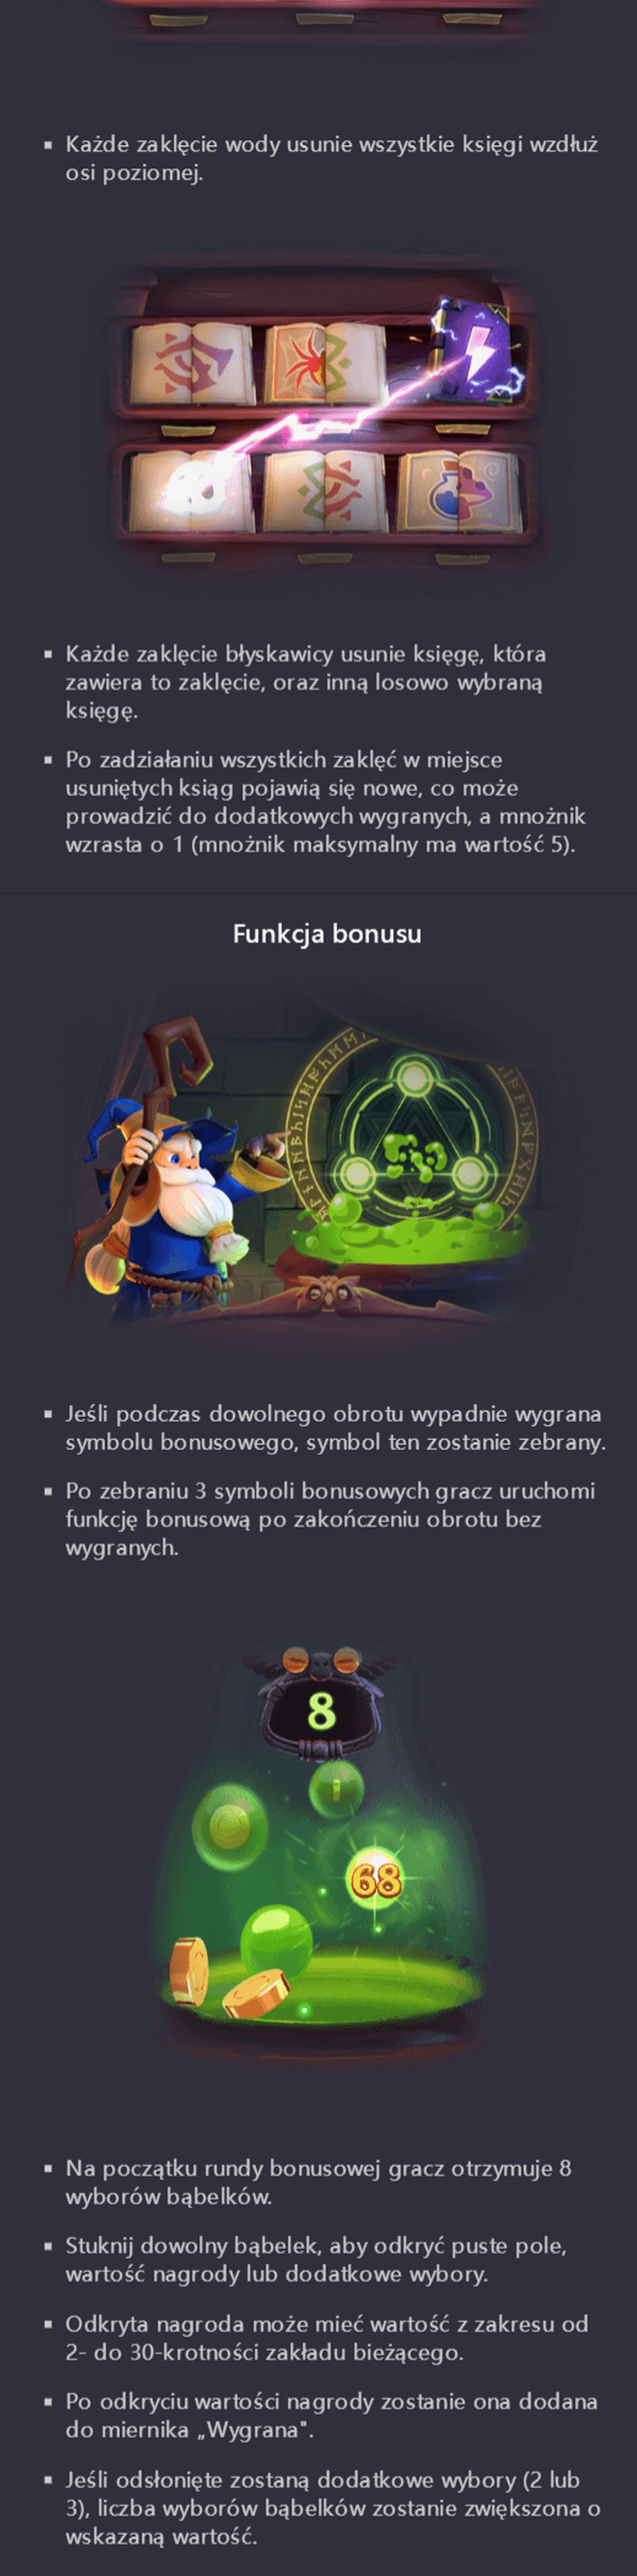 ▪ Każde zaklęcie wody usunie wszystkie księgi wzdłuż
osi poziomej.
▪ Każde zaklęcie błyskawicy usunie księgę, która
zawiera to zaklęcie, oraz inną losowo wybraną
księgę.
▪ Po zadziałaniu wszystkich zaklęć w miejsce
usuniętych ksiąg pojawią się nowe, co może
prowadzić do dodatkowych wygranych, a mnożnik
wzrasta o 1 (mnożnik maksymalny ma wartość 5).
Funkcja bonusu
▪ Jeśli podczas dowolnego obrotu wypadnie wygrana
symbolu bonusowego, symbol ten zostanie zebrany.
▪ Po zebraniu 3 symboli bonusowych gracz uruchomi
funkcję bonusową po zakończeniu obrotu bez
wygranych.
8
68
▪ Na początku rundy bonusowej gracz otrzymuje 8
wyborów bąbelków.
▪ Stuknij dowolny bąbelek, aby odkryć puste pole,
wartość nagrody lub dodatkowe wybory.
▪ Odkryta nagroda może mieć wartość z zakresu od
2- do 30-krotności zakładu bieżącego.
▪ Po odkryciu wartości nagrody zostanie ona dodana
do miernika „Wygrana".
▪ Jeśli odsłonięte zostaną dodatkowe wybory (2 lub
3), liczba wyborów bąbelków zostanie zwiększona o
wskazaną wartość.